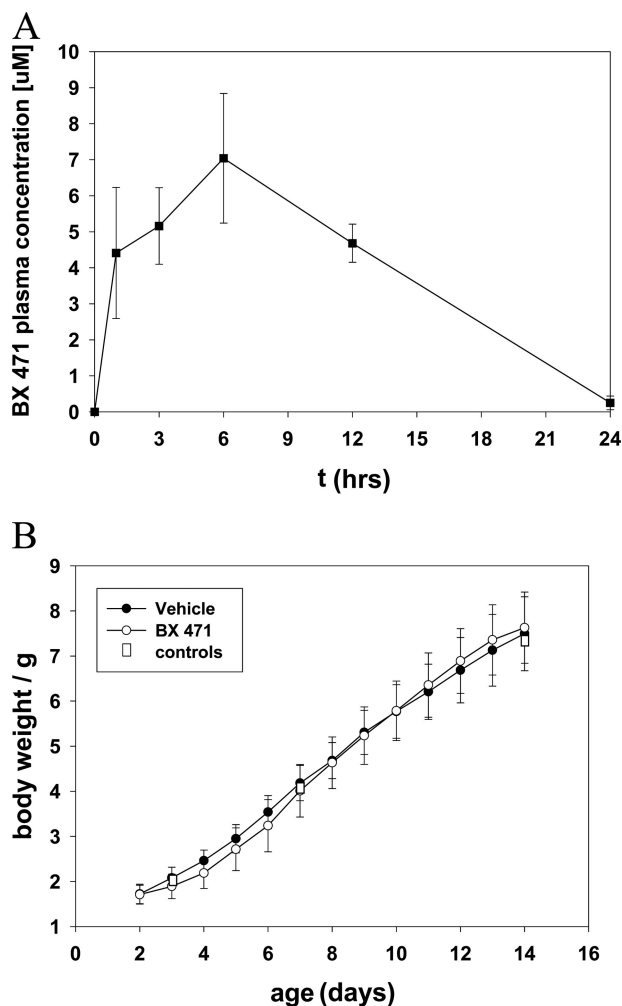 A
BX 471 plasma concentration [uM]
10
9
8
7
6
5
4
3
2
1
0
0 3 6 9 12 15 18 21 24
t (hrs)
B
body weight / g
9
8
7
6
5
4
3
2
1
Vehicle
BX 471
controls
0 2 4 6 8 10 12 14 16
age (days)